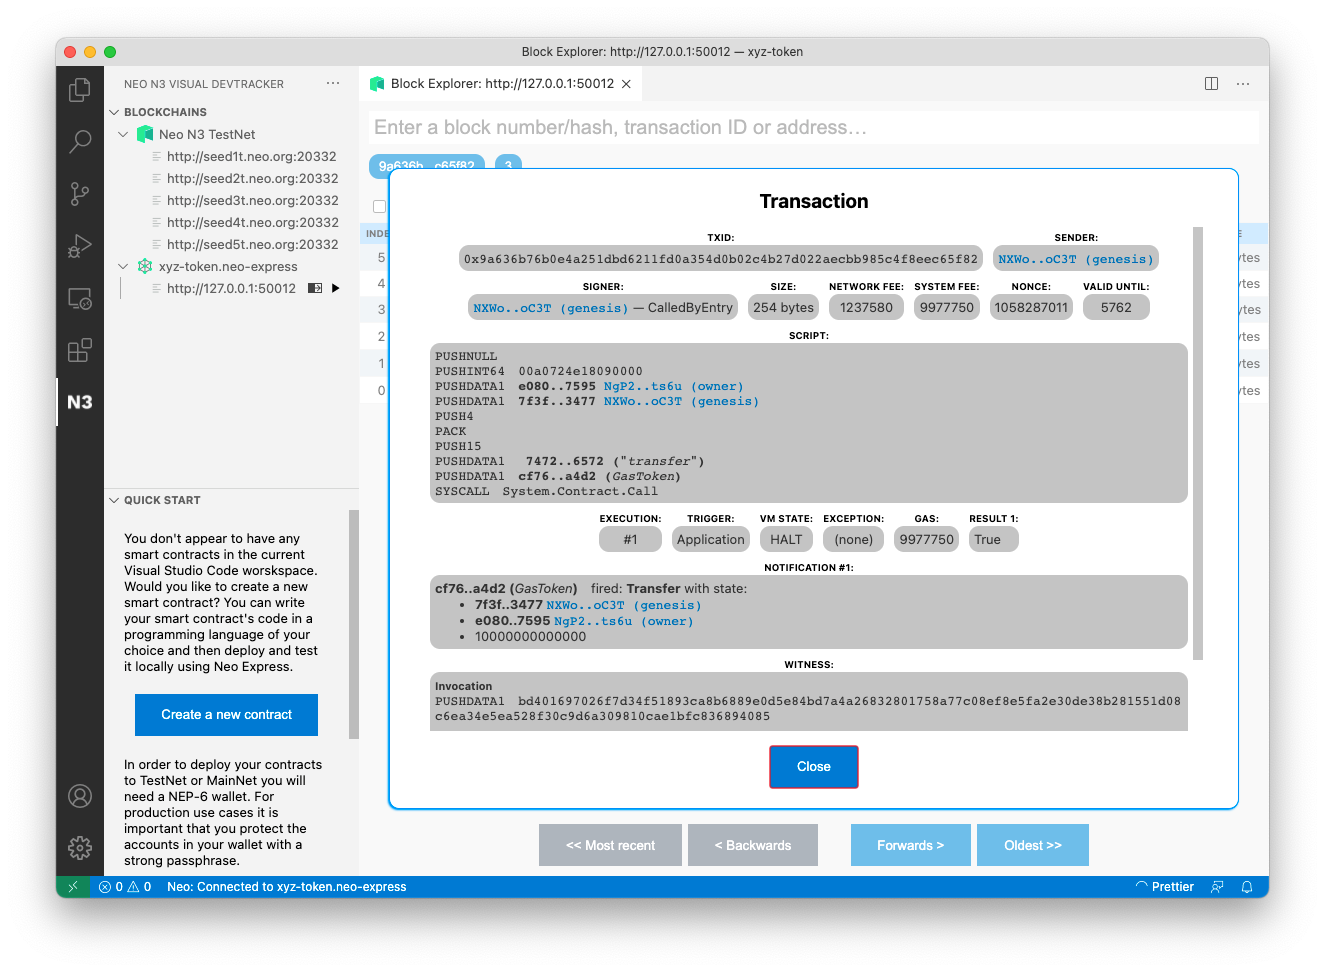 Block Explorer: http://127.0.0.1:50012 — xyz-token
NEO N3 VISUAL DEVTRACKER
BLOCKCHAINS
Neo N3 TestNet
http://seed1t.neo.org:20332
http://seed2t.neo.org:20332
http://seed3t.neo.org:20332
http://seed4t.neo.org:20332
http://seed5t.neo.org:20332
xyz-token.neo-express
http://127.0.0.1:50012
N3
QUICK START
You don't appear to have any
smart contracts in the current
Visual Studio Code worskspace.
Would you like to create a new
smart contract? You can write
your smart contract's code in a
programming language of your
choice and then deploy and test
it locally using Neo Express.
Create a new contract
In order to deploy your contracts
to TestNet or MainNet you will
need a NEP-6 wallet. For
production use cases it is
important that you protect the
accounts in your wallet with a
strong passphrase.
Block Explorer: http://127.0.0.1:50012
Enter a block number/hash, transaction ID or address…
9a636b..c65f82 3
INDE
5 ytes
4 ytes
3 ytes
2 ytes
1 ytes
0 ytes
Transaction
TXID: SENDER:
0x9a636b76b0e4a251dbd6211fd0a354d0b02c4b27d022aecbb985c4f8eec65f82 NXWo..oC3T (genesis)
SIGNER: SIZE: NETWORK FEE: SYSTEM FEE: NONCE: VALID UNTIL:
NXWo..oC3T (genesis) — CalledByEntry 254 bytes 1237580 9977750 1058287011 5762
SCRIPT:
PUSHNULL
PUSHINT64 00a0724e18090000
PUSHDATA1 e080..7595 NgP2..ts6u (owner)
PUSHDATA1 7f3f..3477 NXWo..oC3T (genesis)
PUSH4
PACK
PUSH15
PUSHDATA1 7472..6572 ("transfer")
PUSHDATA1 cf76..a4d2 (GasToken)
SYSCALL System.Contract.Call
EXECUTION: TRIGGER: VM STATE: EXCEPTION: GAS: RESULT 1:
#1 Application HALT (none) 9977750 True
NOTIFICATION #1:
cf76..a4d2 (GasToken) fired: Transfer with state:
• 7f3f..3477 NXWo..oC3T (genesis)
• e080..7595 NgP2..ts6u (owner)
• 10000000000000
WITNESS:
Invocation
PUSHDATA1 bd401697026f7d34f51893ca8b6889e0d5e84bd7a4a26832801758a77c08ef8e5fa2e30de38b281551d08
c6ea34e5ea528f30c9d6a309810cae1bfc836894085
Close
<< Most recent < Backwards Forwards > Oldest >>
0 0 Neo: Connected to xyz-token.neo-express
Prettier